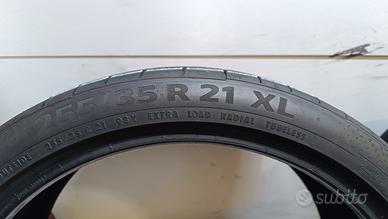 255/35 R 21 XL
255/35 R21 98Y EXTRA LOAD RADIAL TUBELESS
subito